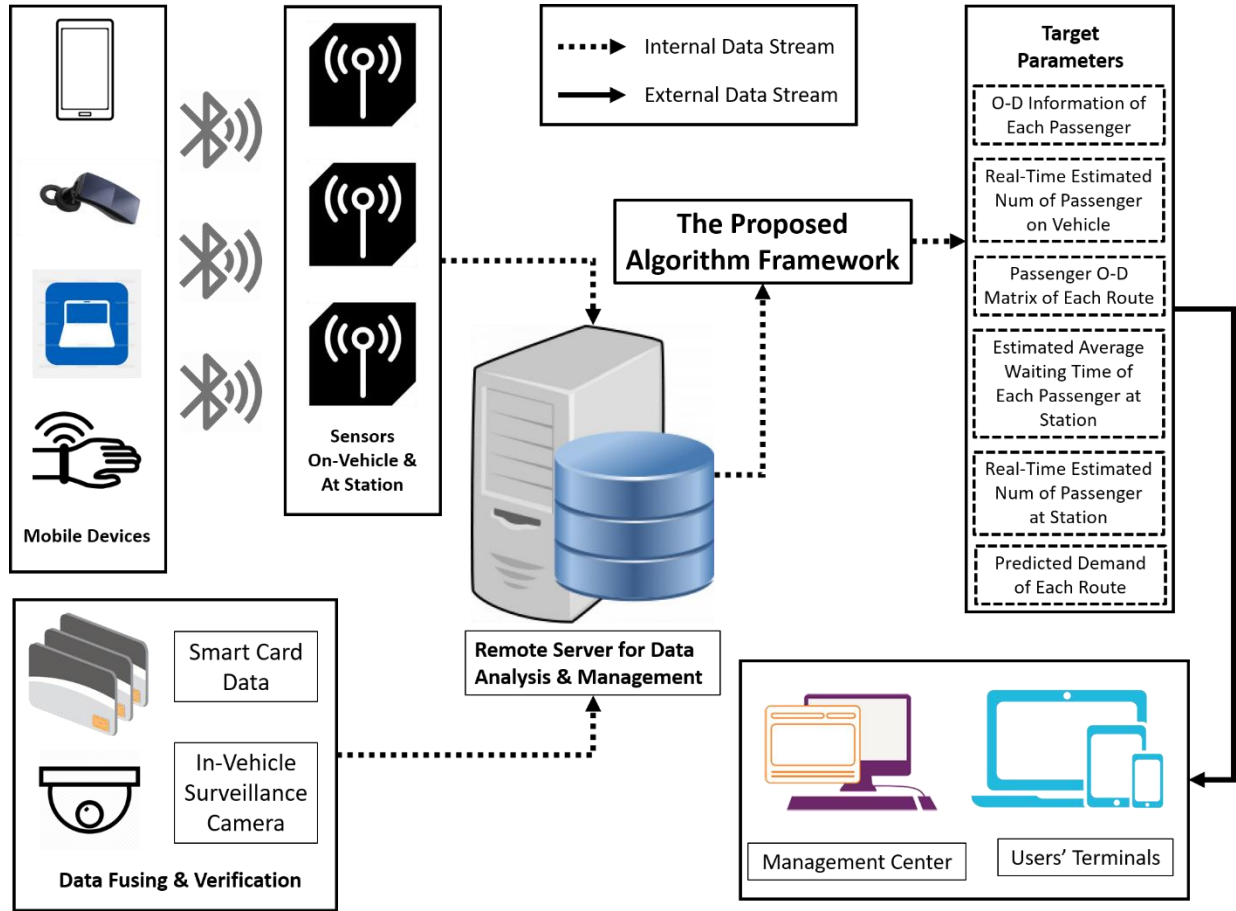 Mobile Devices
Sensors
On-Vehicle &
At Station
Internal Data Stream
External Data Stream
The Proposed
Algorithm Framework
Target
Parameters
O-D Information of
Each Passenger
Real-Time Estimated
Num of Passenger
on Vehicle
Passenger O-D
Matrix of Each Route
Estimated Average
Waiting Time of
Each Passenger at
Station
Real-Time Estimated
Num of Passenger
at Station
Predicted Demand
of Each Route
Remote Server for Data
Analysis & Management
Smart Card
Data
In-Vehicle
Surveillance
Camera
Data Fusing & Verification
Management Center
Users’ Terminals